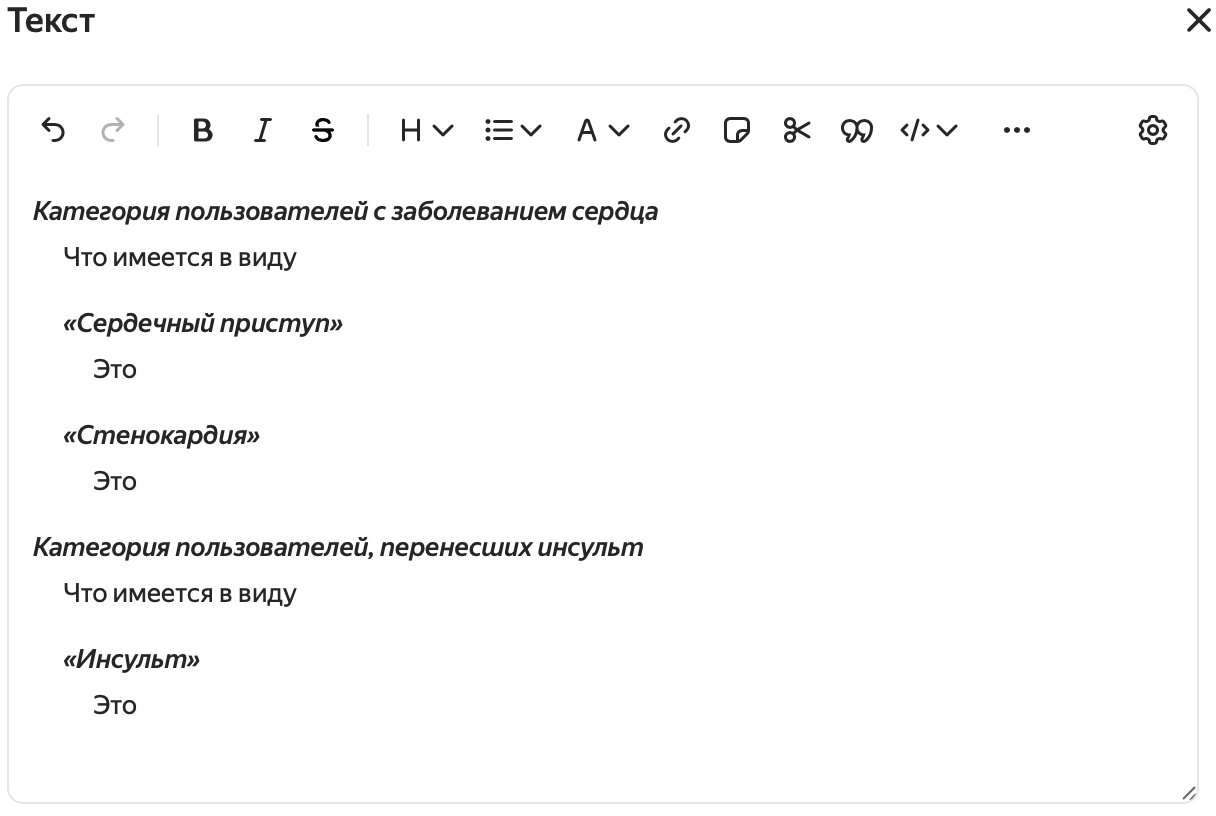 Текст
B I S H A
Категория пользователей с заболеванием сердца
Что имеется в виду
«Сердечный приступ»
Это
«Стенокардия»
Это
Категория пользователей, перенесших инсульт
Что имеется в виду
«Инсульт»
Это